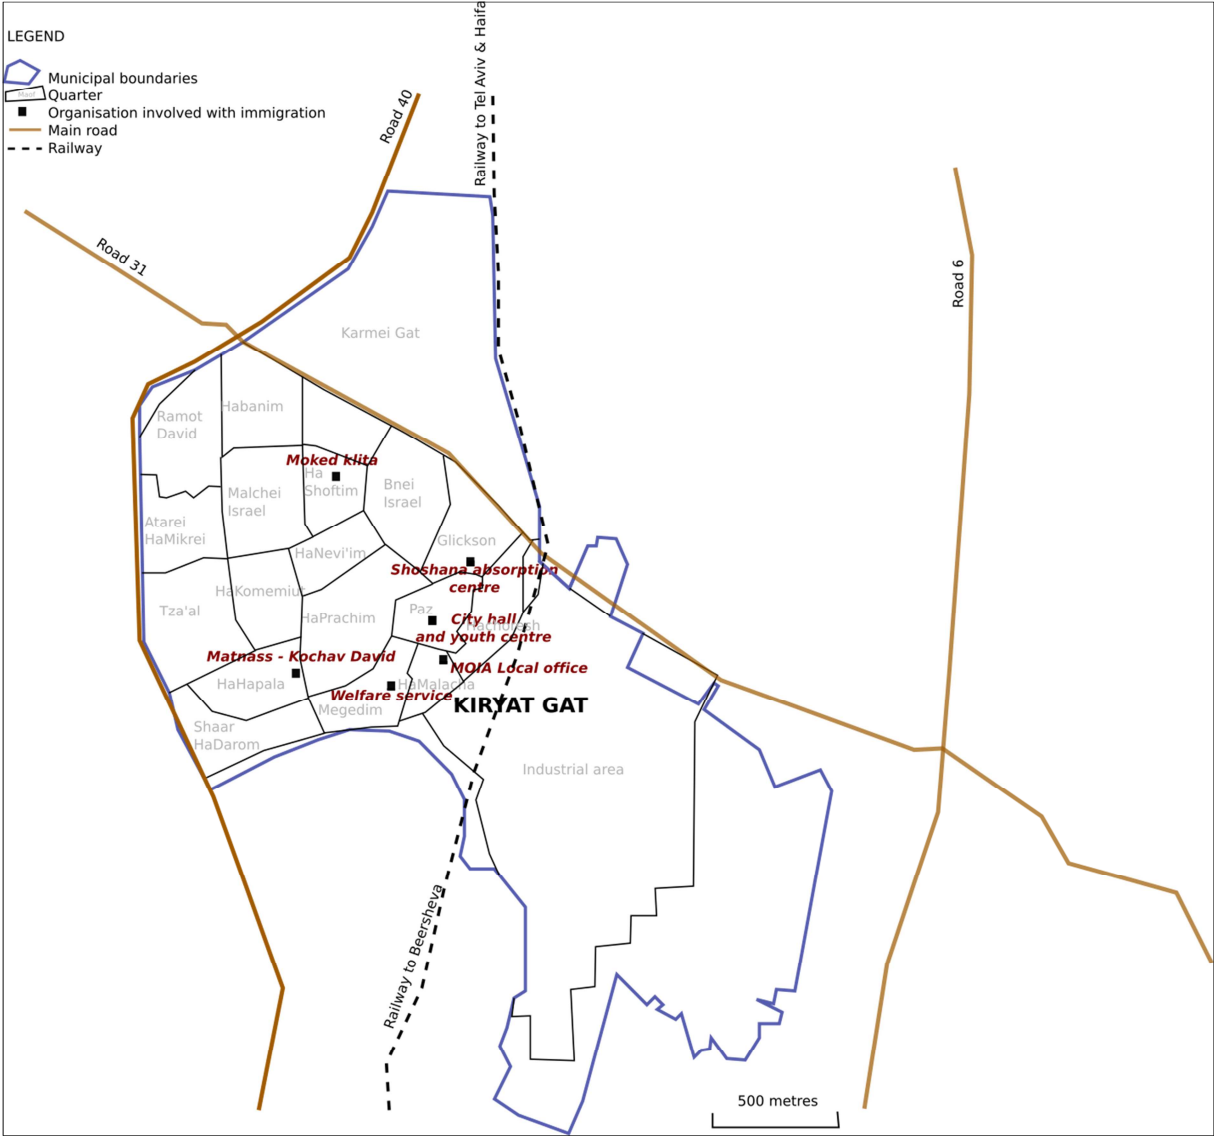 LEGEND
Municipal boundaries
Quarter
Organisation involved with immigration
Main road
Railway
Railway to Tel Aviv & Haifa
Road 40
Road 31
Road 6
Karmei Gat
Ramot
David
Habanim
Moked klita
Ha
Shoftim
Malchei
Israel
Bnei
Israel
Atarei
HaMikrei
Glickson
HaNevi'im
Shoshana absorption
centre
HaKomemiut
Tza'al
HaPrachim
Paz
City hall
and youth centre
Matnass - Kochav David
MOIA Local office
HaHapala
HaMalacha
Welfare service
Megedim
KIRYAT GAT
Shaar
HaDarom
Industrial area
Railway to Beersheva
500 metres